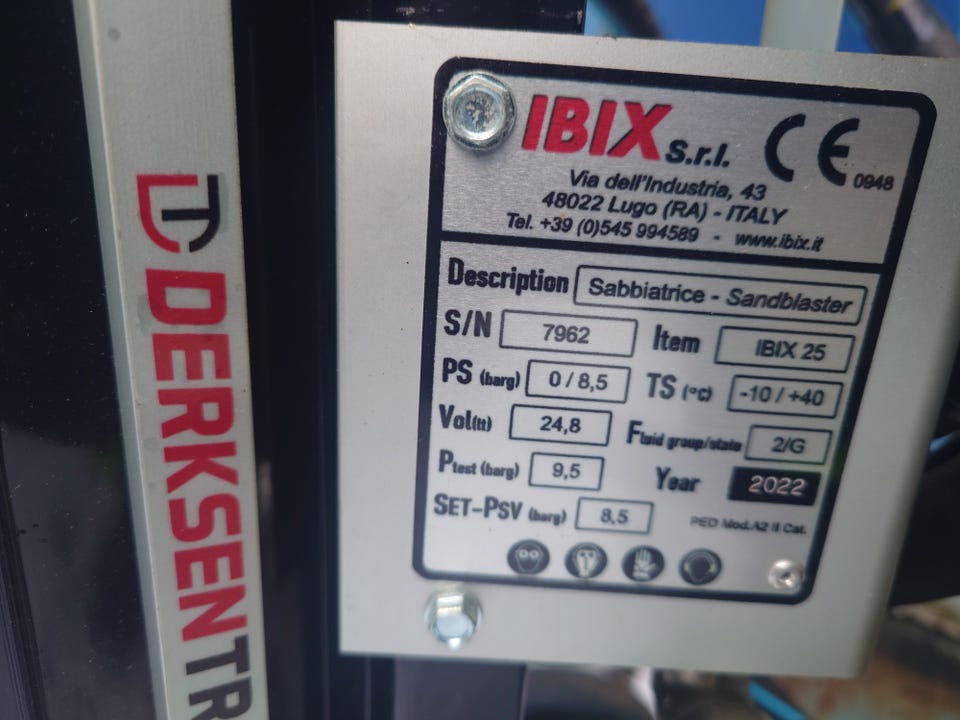 DERKSENTR
IBIX S.r.l. CE 0948
Via dell'Industria, 43
48022 Lugo (RA) - ITALY
Tel. +39 (0)545 994589 - www.ibix.it
Description Sabbiatrice - Sandblaster
S/N 7962 Item IBIX 25
PS (barg) 0 / 8,5 TS (°C) -10 / +40
Vol(lt) 24,8 Fluid group/state 2/G
Ptest (barg) 9,5 Year 2022
SET-PSV (barg) 8,5 PED Mod.A2 II Cat.